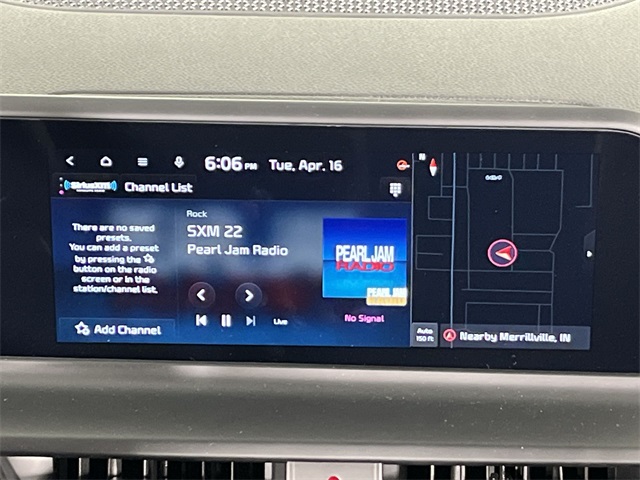 6:06 PM Tue, Apr. 16
N
SiriusXM
Channel List
There are no saved
presets.
You can add a preset
by pressing the
button on the radio
screen or in the
station/channel list.
Add Channel
Rock
SXM 22
Pearl Jam Radio
Live
PEARL JAM
RADIO
PEARL JAM
No Signal
Auto
150 ft
Nearby Merrillville, IN